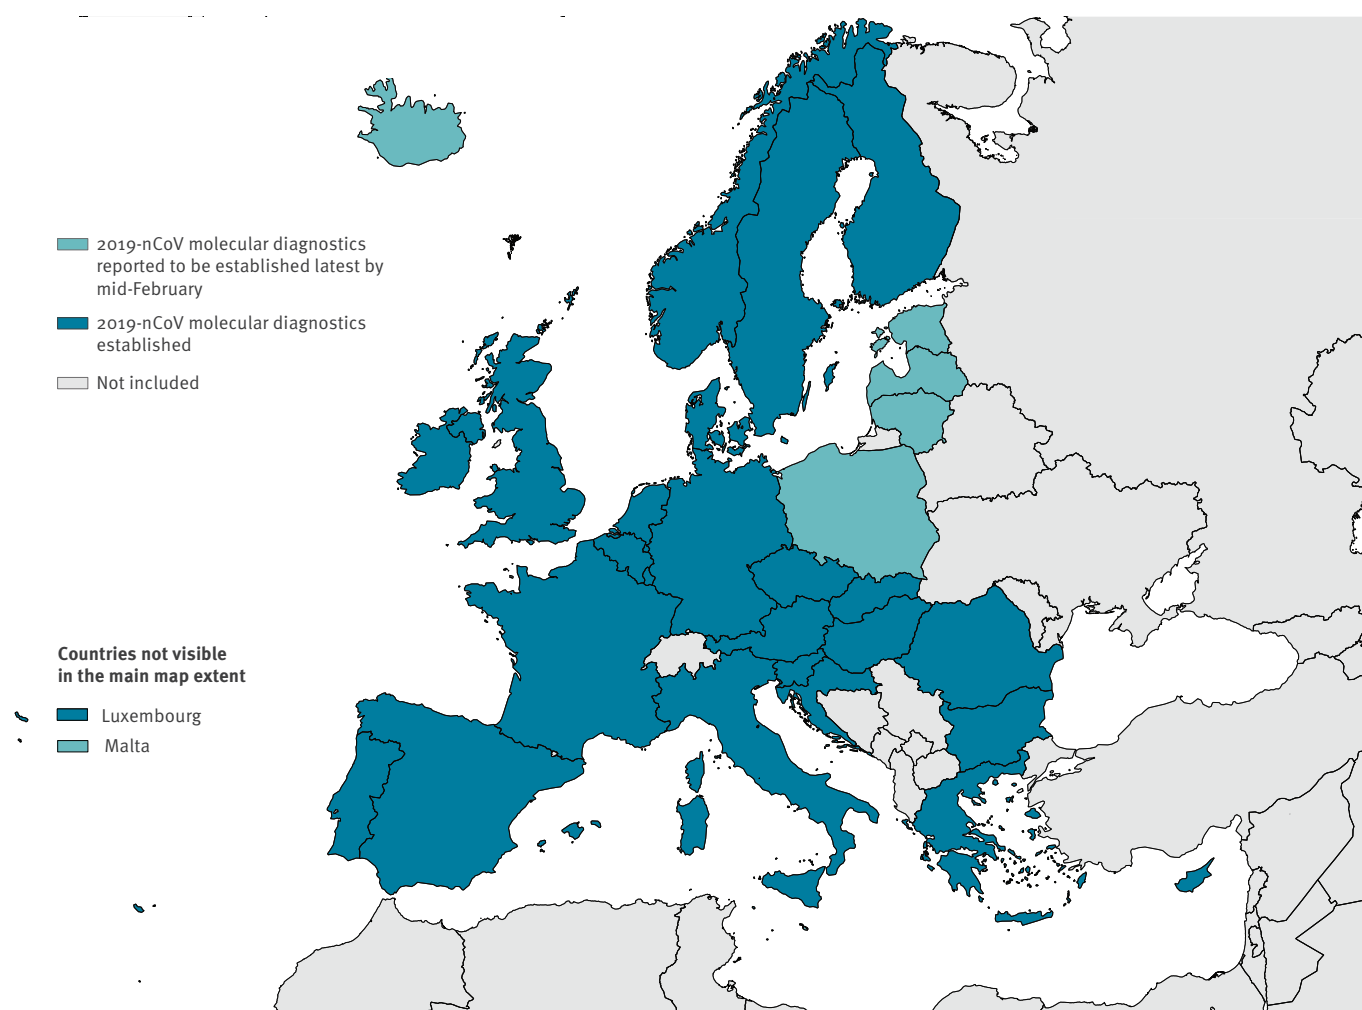 2019-nCoV molecular diagnostics
reported to be established latest by
mid-February
2019-nCoV molecular diagnostics
established
Not included
Countries not visible
in the main map extent
Luxembourg
Malta